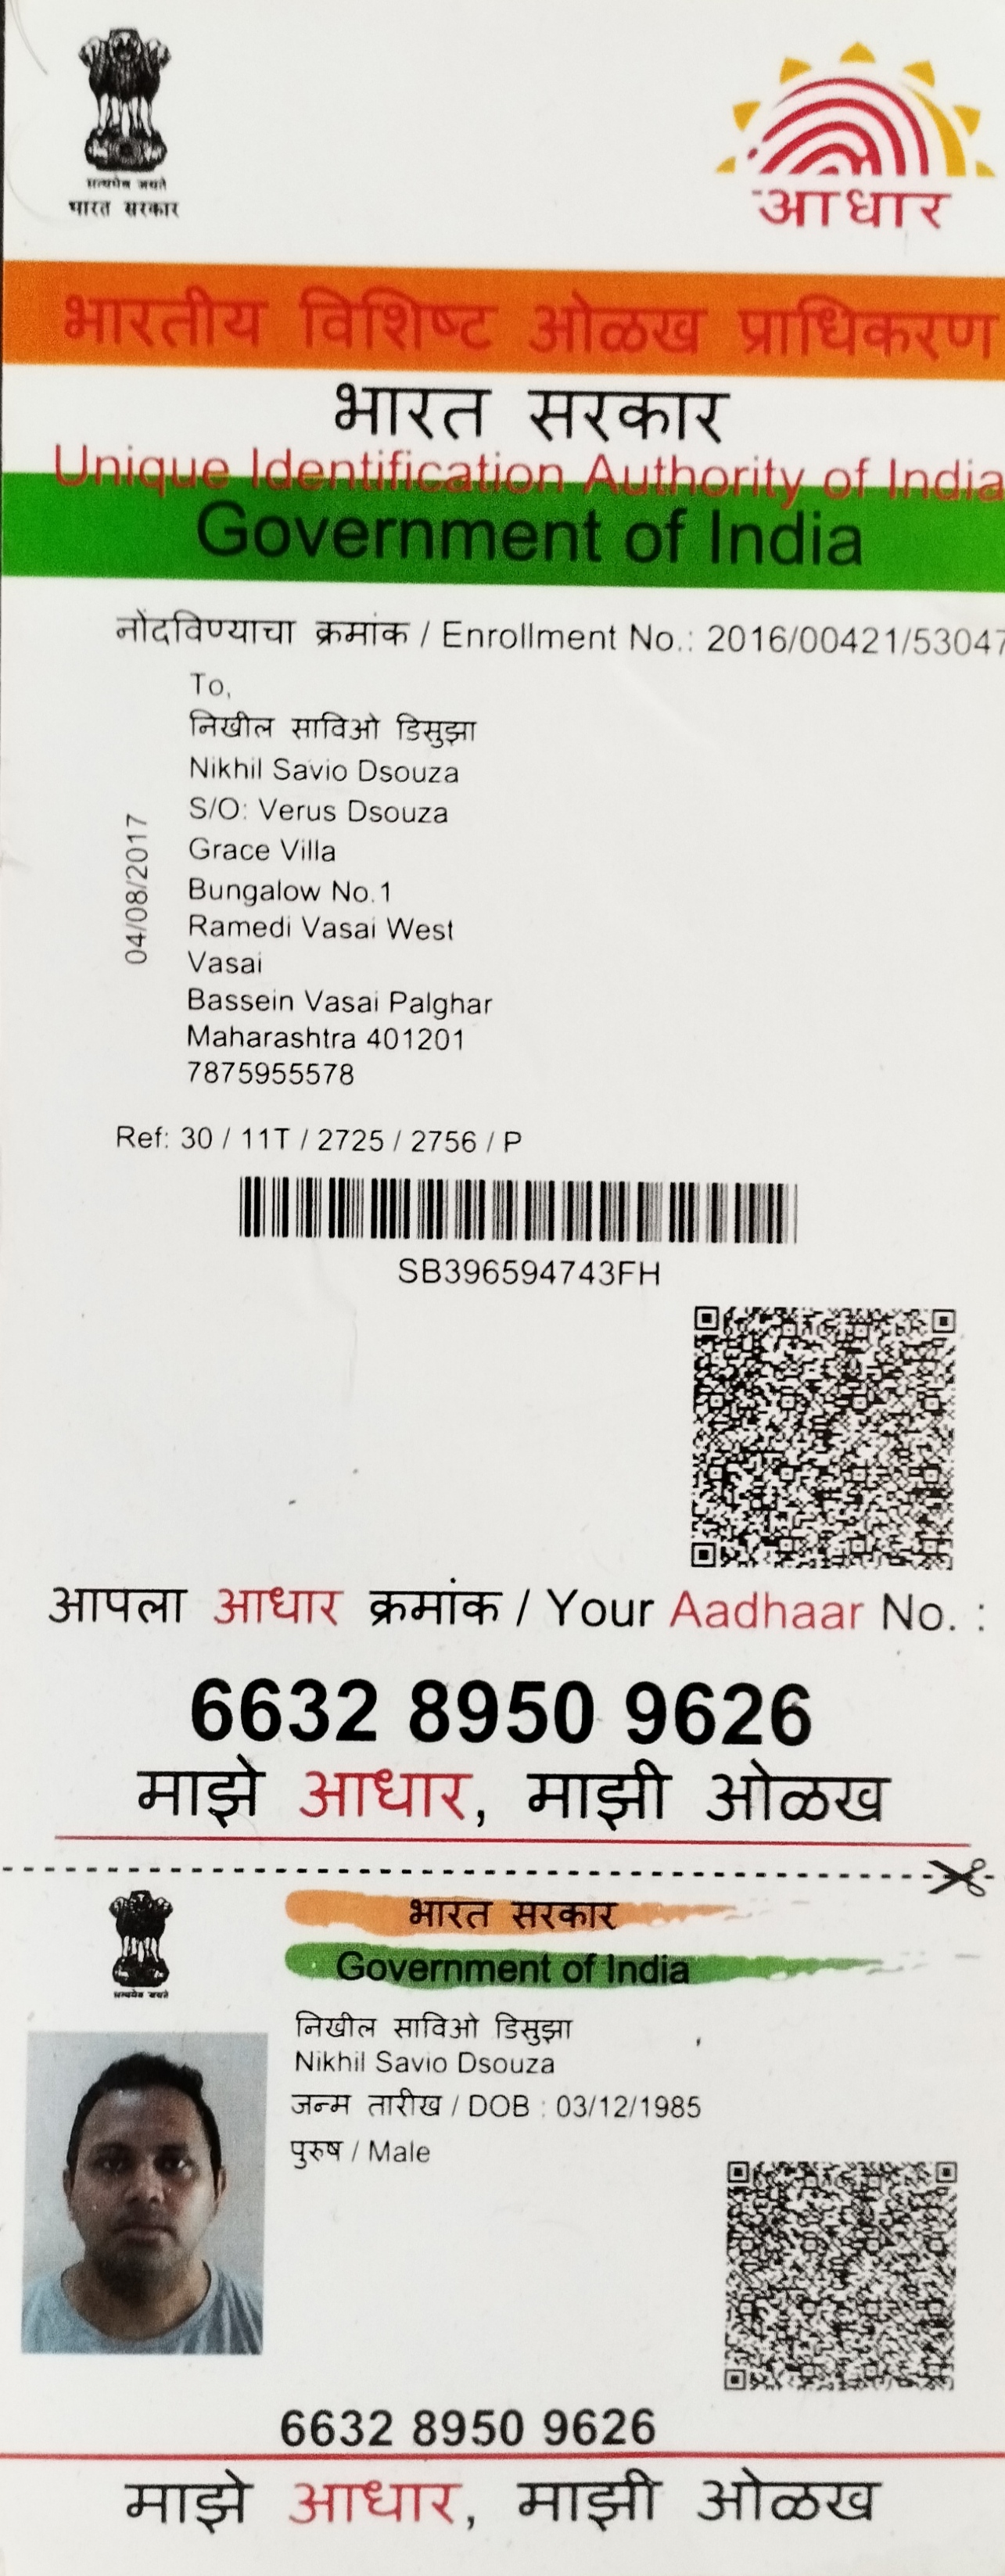 सत्यमेव जयते
भारत सरकार
आधार
भारतीय विशिष्ट ओळख प्राधिकरण
भारत सरकार
Unique Identification Authority of India
Government of India
नोंदविण्याचा क्रमांक / Enrollment No.: 2016/00421/53047
To,
निखील साविओ डिसुझा
Nikhil Savio Dsouza
S/O: Verus Dsouza
Grace Villa
Bungalow No.1
Ramedi Vasai West
Vasai
Bassein Vasai Palghar
Maharashtra 401201
7875955578
04/08/2017
Ref: 30 / 11T / 2725 / 2756 / P
SB396594743FH
आपला आधार क्रमांक / Your Aadhaar No. :
6632 8950 9626
माझे आधार, माझी ओळख
सत्यमेव जयते
भारत सरकार
Government of India
निखील साविओ डिसुझा
Nikhil Savio Dsouza
जन्म तारीख / DOB : 03/12/1985
पुरुष / Male
6632 8950 9626
माझे आधार, माझी ओळख